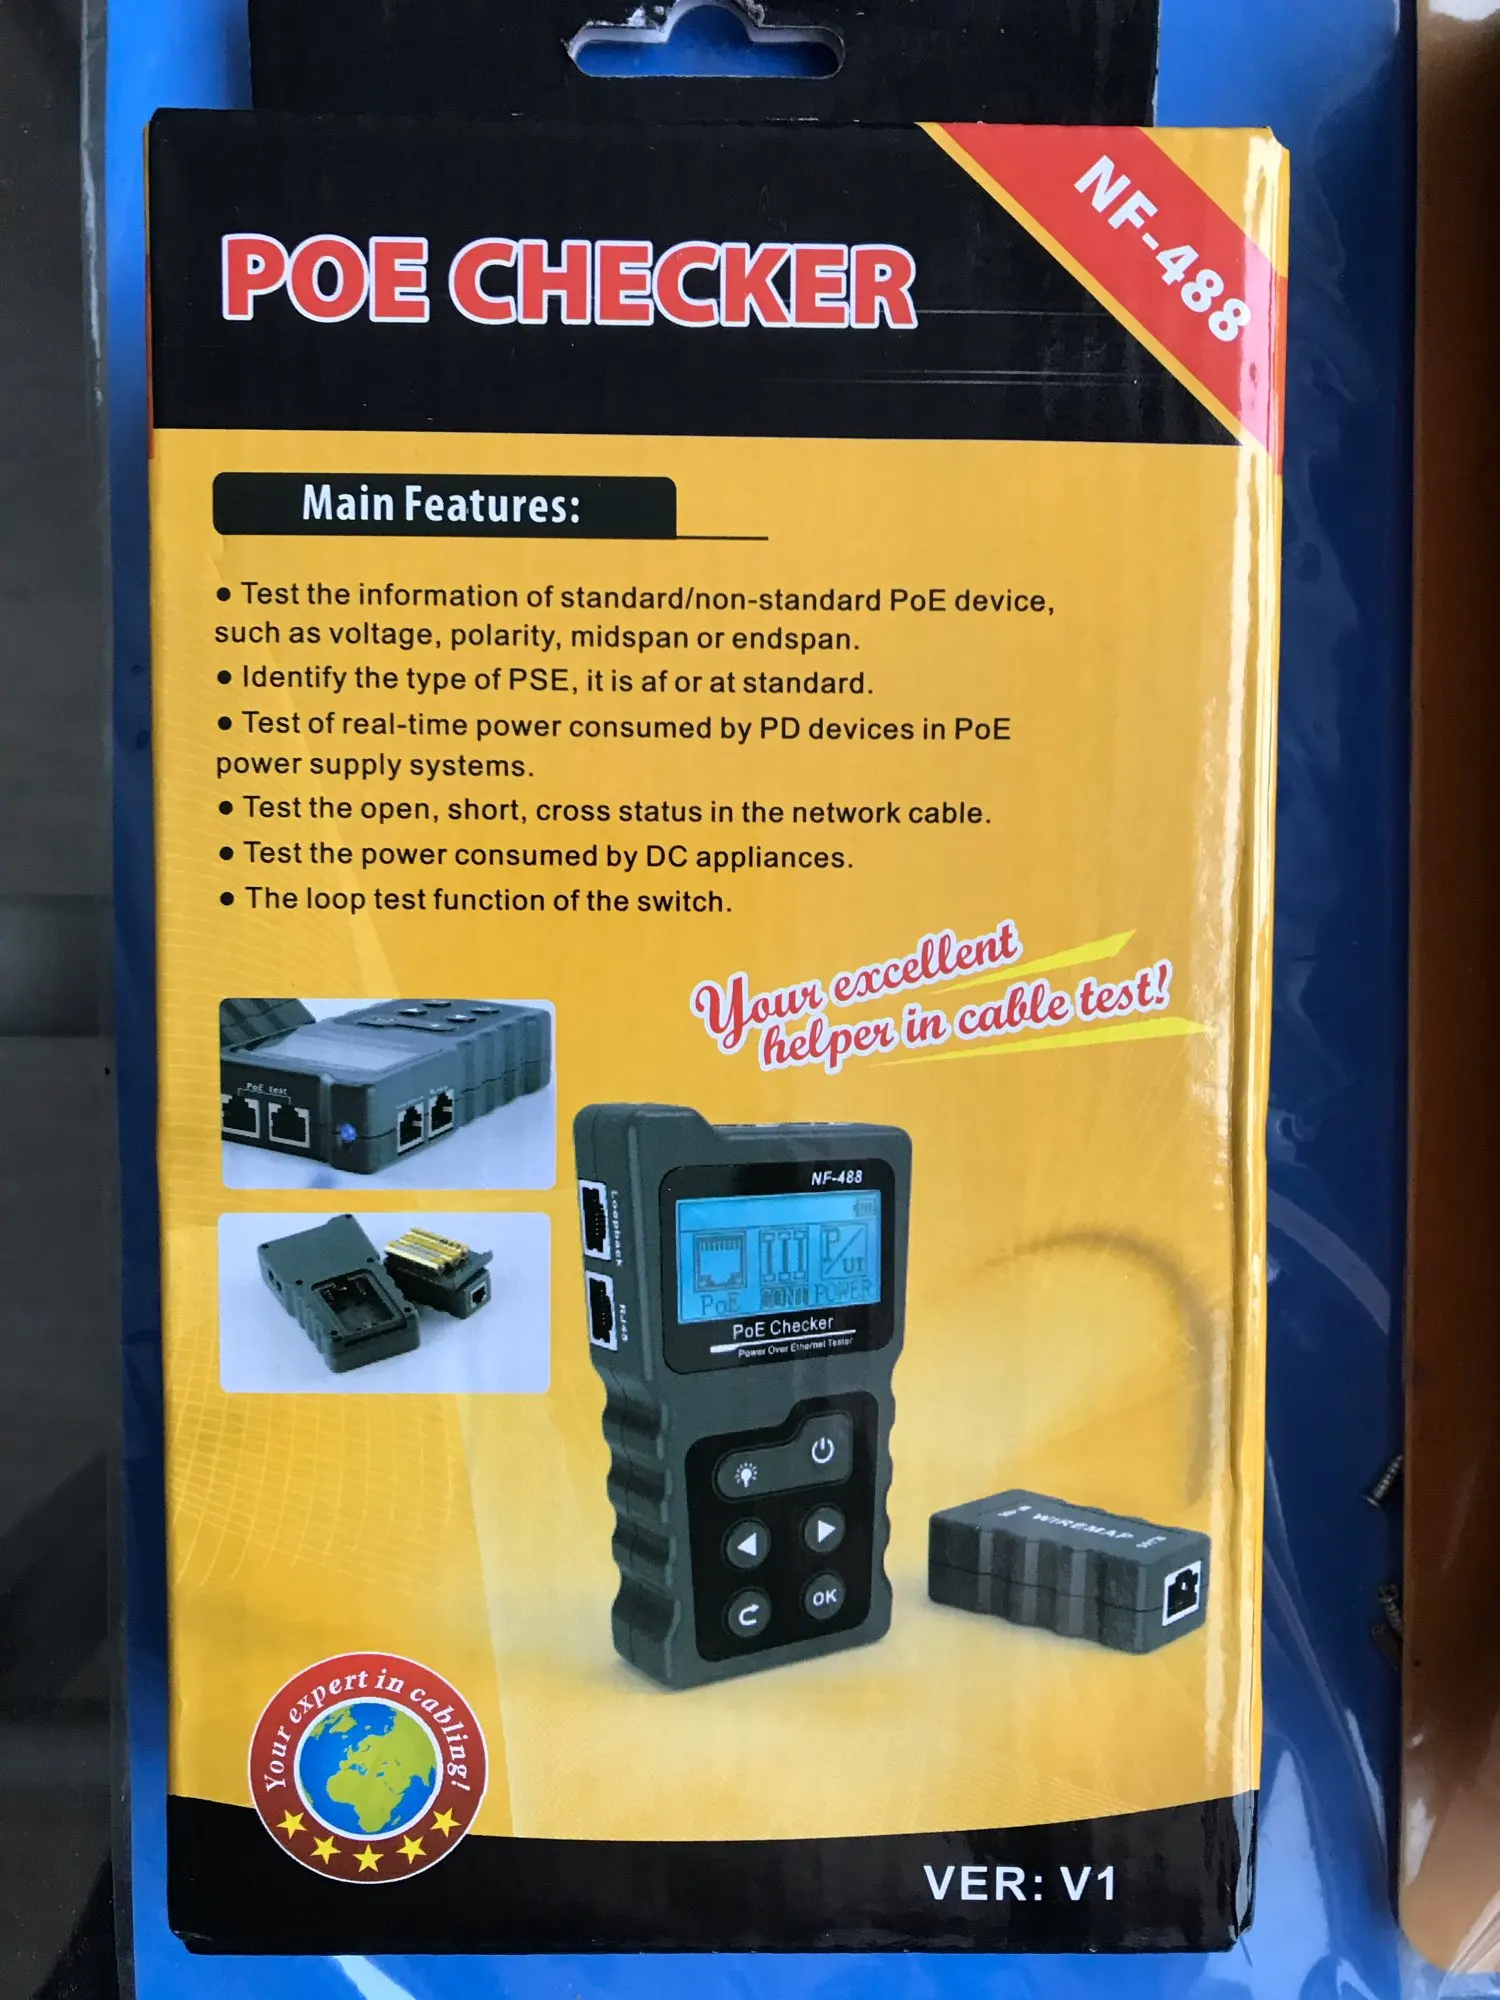 POE CHECKER
NF-488
Main Features:
● Test the information of standard/non-standard PoE device,
such as voltage, polarity, midspan or endspan.
● Identify the type of PSE, it is af or at standard.
● Test of real-time power consumed by PD devices in PoE
power supply systems.
● Test the open, short, cross status in the network cable.
● Test the power consumed by DC appliances.
● The loop test function of the switch.
Your excellent
helper in cable test!
PoE test
NF-488
Loopback
RJ45
P/UI
PoE CONT POWER
PoE Checker
Power Over Ethernet Tester
OK
WIREMAP
Your expert in cabling!
VER: V1